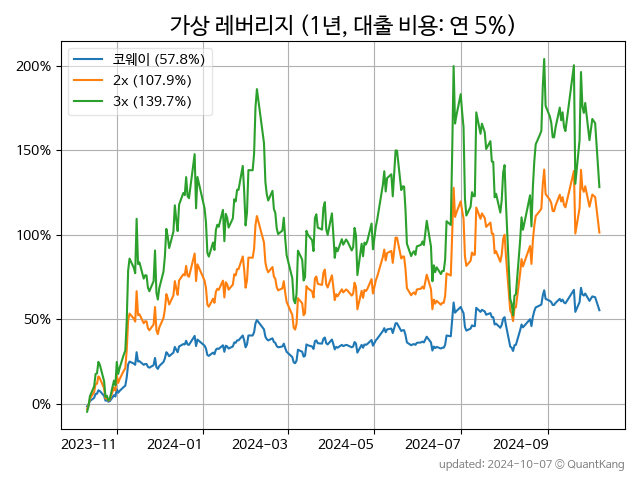 가상 레버리지 (1년, 대출 비용: 연 5%)
코웨이 (57.8%)
2x (107.9%)
3x (139.7%)
200%
150%
100%
50%
0%
2023-11 2024-01 2024-03 2024-05 2024-07 2024-09
updated: 2024-10-07 © QuantKang